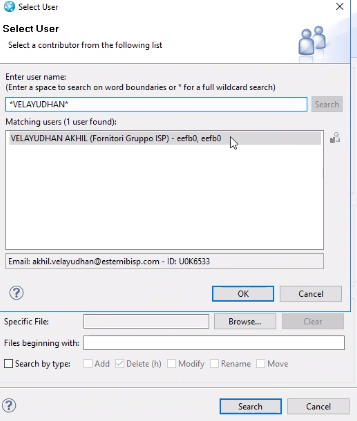 Select User
Select User
Select a contributor from the following list
Enter user name:
(Enter a space to search on word boundaries or * for a full wildcard search)
*VELAYUDHAN*
Search
Matching users (1 user found):
VELAYUDHAN AKHIL (Fornitori Gruppo ISP) - eefb0, eefb0
Email: akhil.velayudhan@esternibisp.com - ID: U0K6533
OK
Cancel
Specific File:
Browse...
Clear
Files beginning with:
Search by type:
Add
Delete (h)
Modify
Rename
Move
Search
Cancel